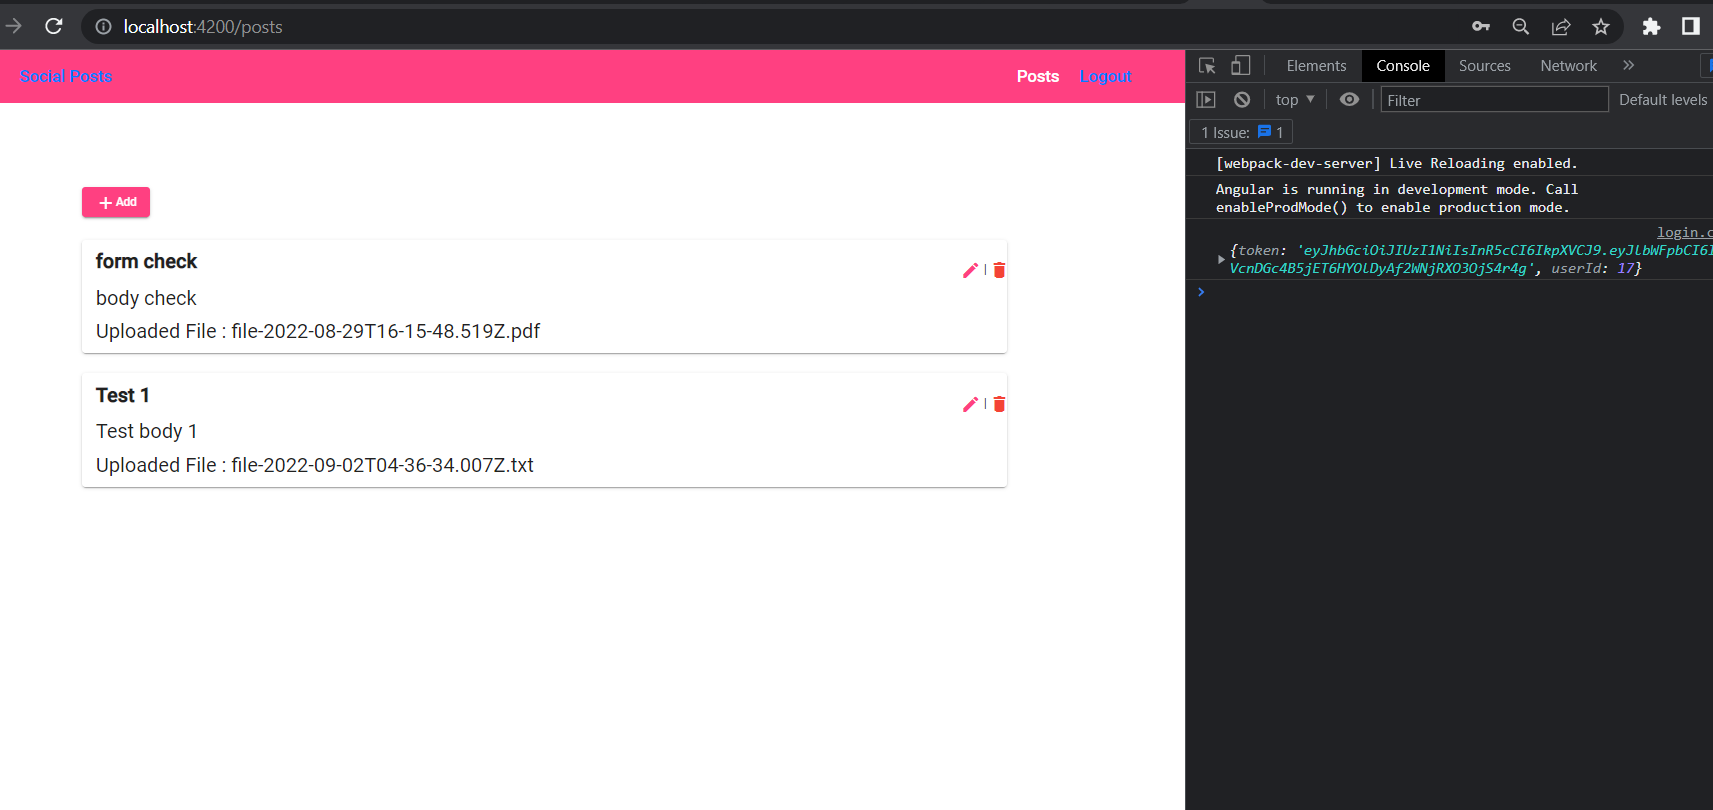 localhost:4200/posts
Social Posts
Posts
Logout
Add
form check
body check
Uploaded File : file-2022-08-29T16-15-48.519Z.pdf
Test 1
Test body 1
Uploaded File : file-2022-09-02T04-36-34.007Z.txt
Elements
Console
Sources
Network
top
Filter
Default levels
1 Issue:
1
[webpack-dev-server] Live Reloading enabled.
Angular is running in development mode. Call
enableProdMode() to enable production mode.
login.c
{token: 'eyJhbGciOiJIUzI1NiIsInR5cCI6IkpXVCJ9.eyJlbWFpbCI6I
VcnDGc4B5jET6HYOlDyAf2WNjRXO3OjS4r4g', userId: 17}